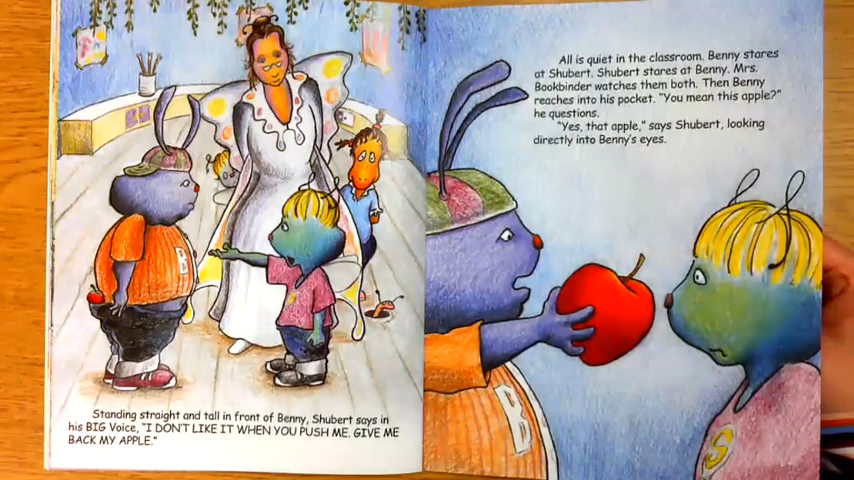 Standing straight and tall in front of Benny, Shubert says in
his BIG Voice, "I DON'T LIKE IT WHEN YOU PUSH ME. GIVE ME
BACK MY APPLE."
All is quiet in the classroom. Benny stares
at Shubert. Shubert stares at Benny. Mrs.
Bookbinder watches them both. Then Benny
reaches into his pocket. "You mean this apple?"
he questions.
"Yes, that apple," says Shubert, looking
directly into Benny's eyes.
B
S
B
S